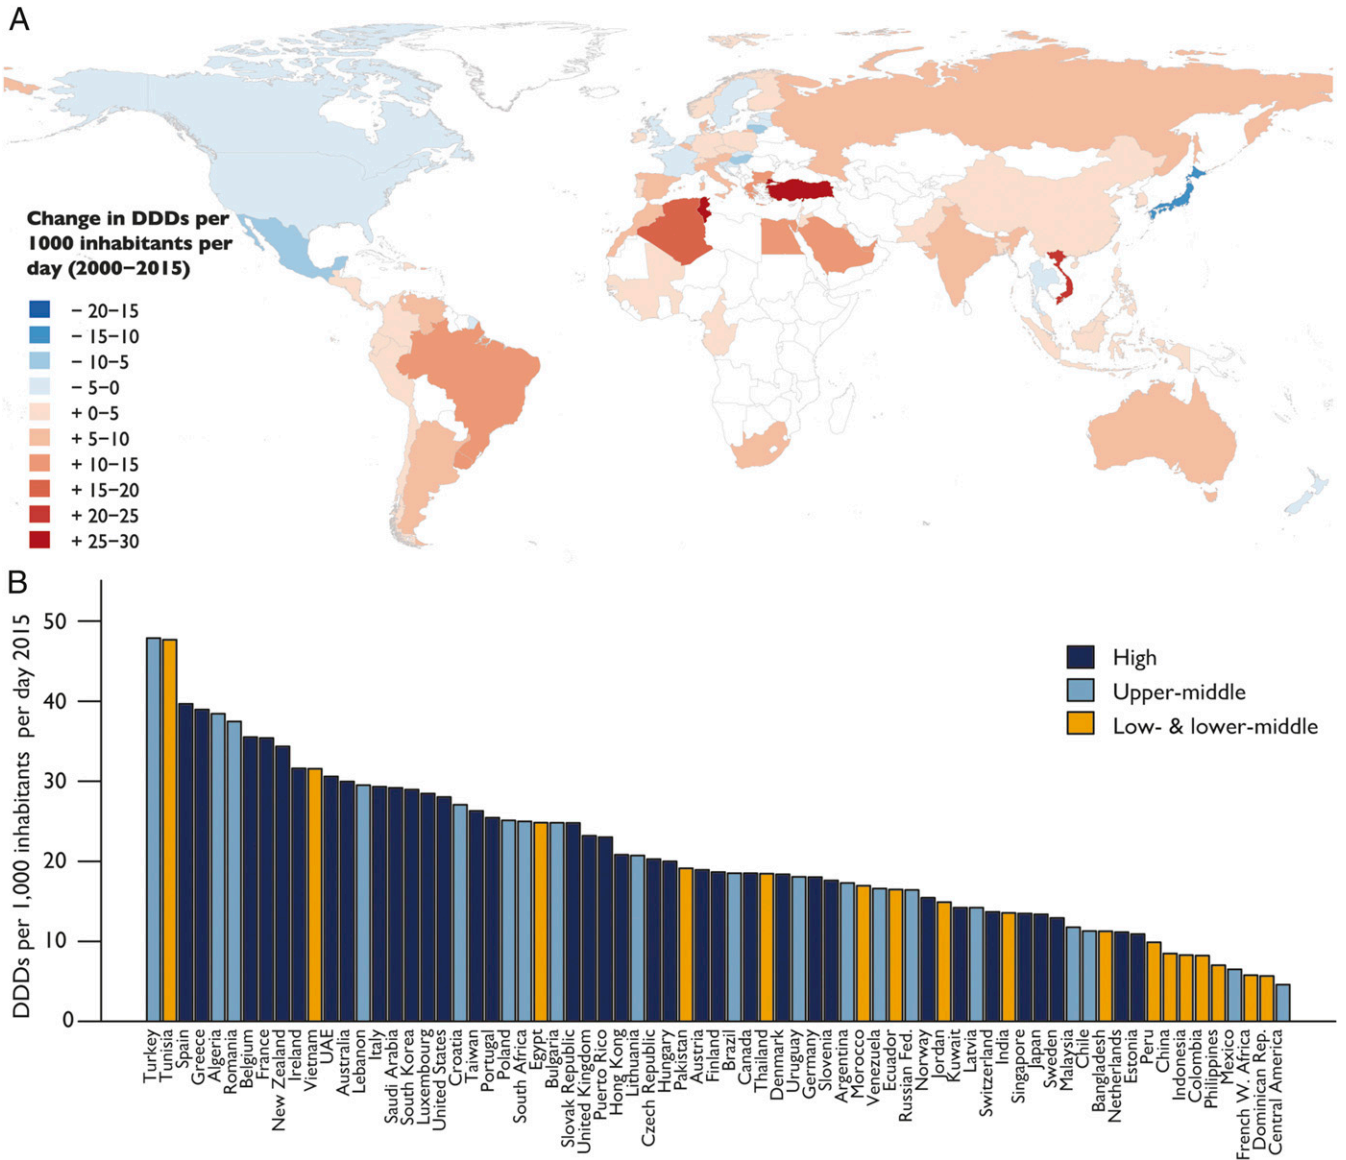 A
Change in DDDs per
1000 inhabitants per
day (2000–2015)
– 20–15
– 15–10
– 10–5
– 5–0
+ 0–5
+ 5–10
+ 10–15
+ 15–20
+ 20–25
+ 25–30
B
DDDs per 1,000 inhabitants per day 2015
50
40
30
20
10
0
High
Upper-middle
Low- & lower-middle
Turkey
Tunisia
Spain
Greece
Algeria
Romania
Belgium
France
New Zealand
Ireland
Vietnam
UAE
Australia
Lebanon
Italy
Saudi Arabia
South Korea
Luxembourg
United States
Croatia
Taiwan
Portugal
Poland
South Africa
Egypt
Bulgaria
Slovak Republic
United Kingdom
Puerto Rico
Hong Kong
Lithuania
Czech Republic
Hungary
Pakistan
Austria
Finland
Brazil
Canada
Thailand
Denmark
Uruguay
Germany
Slovenia
Argentina
Morocco
Venezuela
Ecuador
Russian Fed.
Norway
Jordan
Kuwait
Latvia
Switzerland
India
Singapore
Japan
Sweden
Malaysia
Chile
Bangladesh
Netherlands
Estonia
Peru
China
Indonesia
Colombia
Philippines
Mexico
French W. Africa
Dominican Rep.
Central America